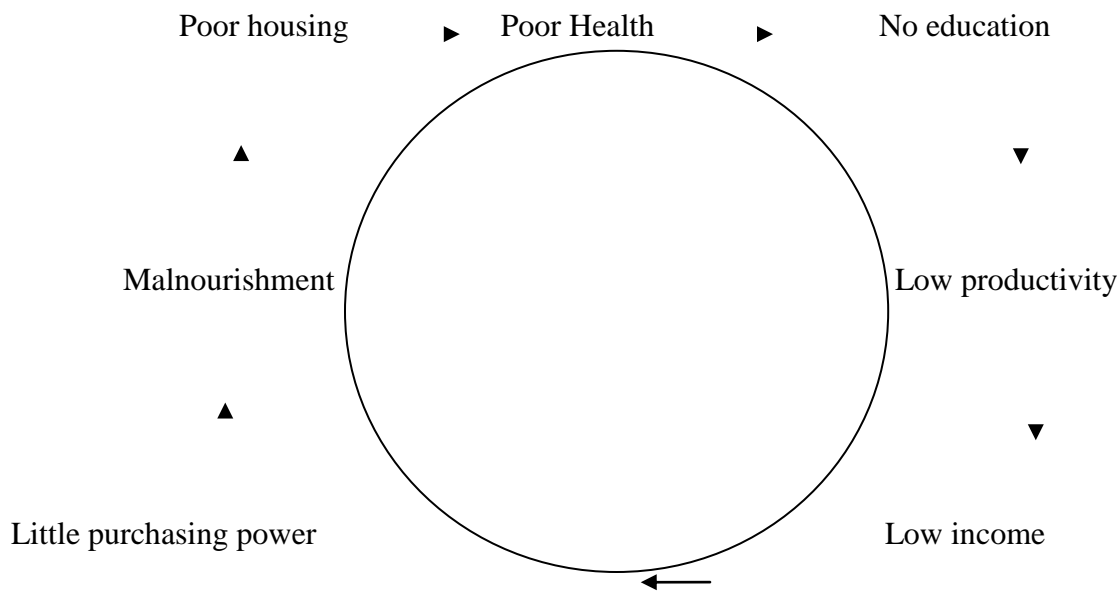 Poor housing Poor Health No education
Malnourishment Low productivity
Little purchasing power Low income